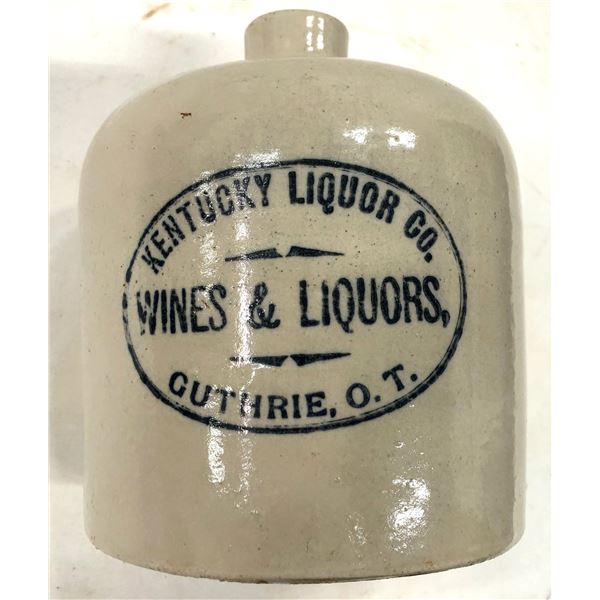 KENTUCKY LIQUOR CO.
WINES & LIQUORS,
GUTHRIE, O.T.